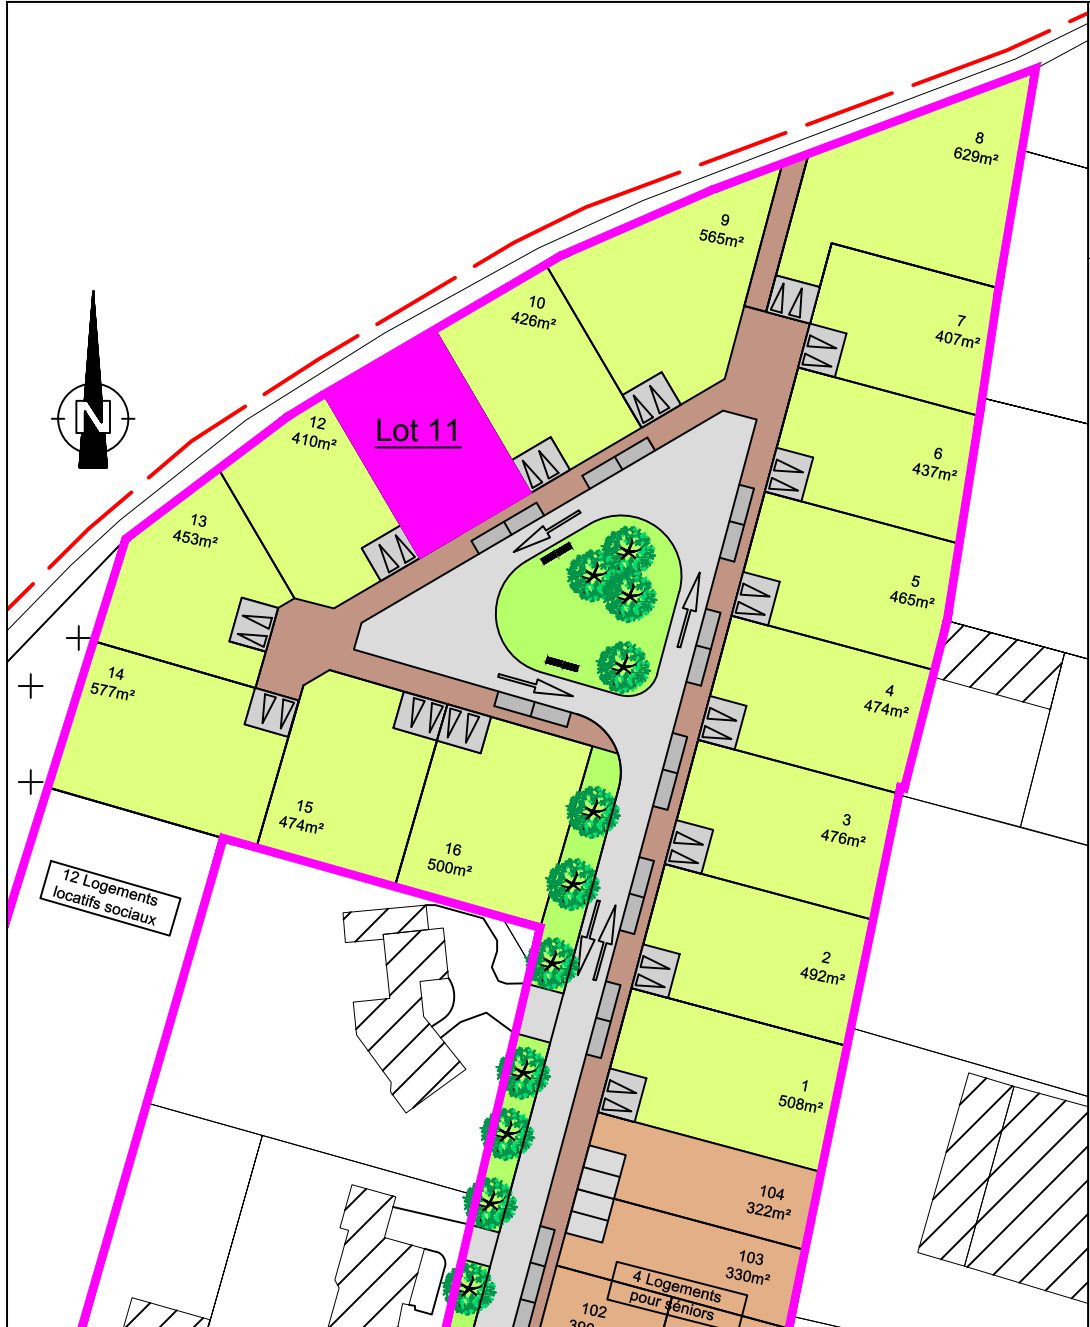 8
629m²
9
565m²
10
426m²
7
407m²
N
12
410m²
Lot 11
6
437m²
13
453m²
5
465m²
14
577m²
4
474m²
15
474m²
3
476m²
16
500m²
12 Logements
locatifs sociaux
2
492m²
1
508m²
104
322m²
103
330m²
4 Logements
pour séniors
102